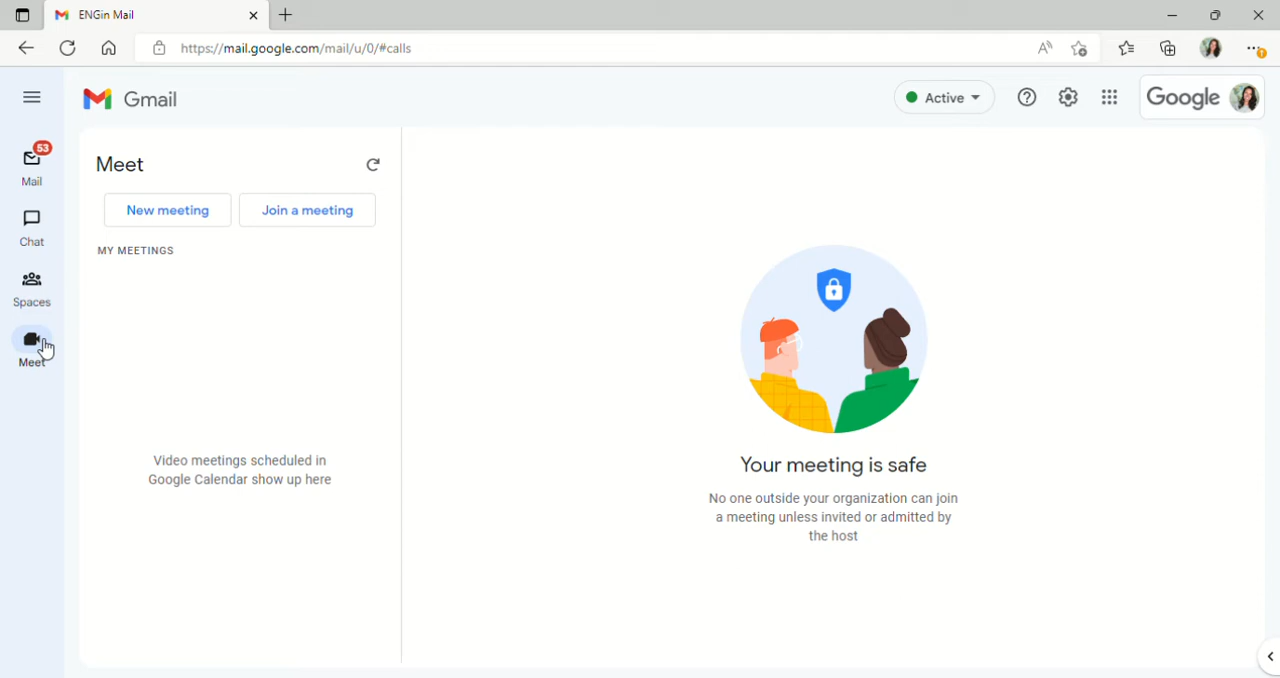 ENGin Mail
https://mail.google.com/mail/u/0/#calls
Gmail
Active
Google
53
Mail
Chat
Spaces
Meet
Meet
New meeting
Join a meeting
MY MEETINGS
Video meetings scheduled in
Google Calendar show up here
Your meeting is safe
No one outside your organization can join
a meeting unless invited or admitted by
the host